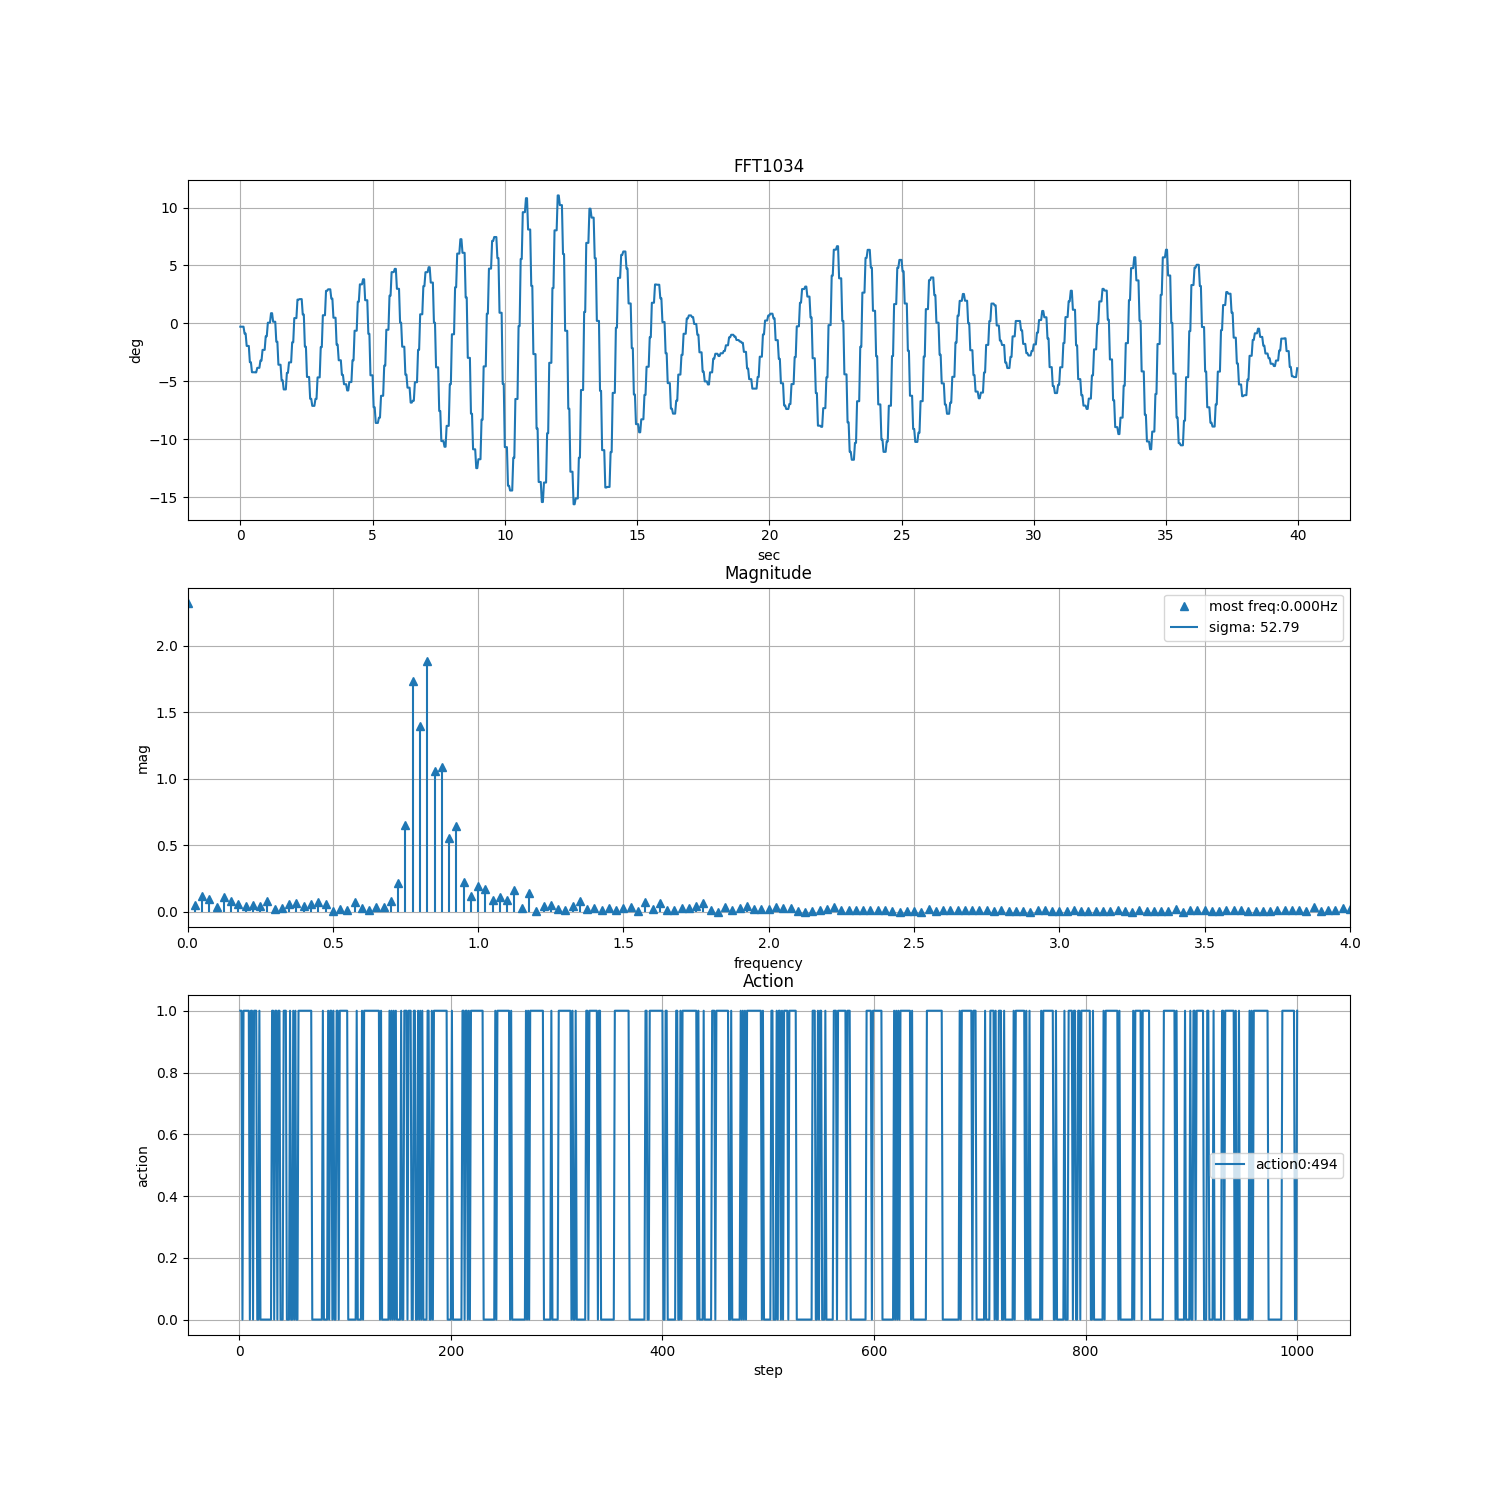 FFT1034
10
5
0
−5
−10
−15
deg
0 5 10 15 20 25 30 35 40
sec
Magnitude
most freq:0.000Hz
sigma: 52.79
2.0
1.5
1.0
0.5
0.0
mag
0.0 0.5 1.0 1.5 2.0 2.5 3.0 3.5 4.0
frequency
Action
1.0
0.8
0.6
0.4
0.2
0.0
action
action0:494
0 200 400 600 800 1000
step